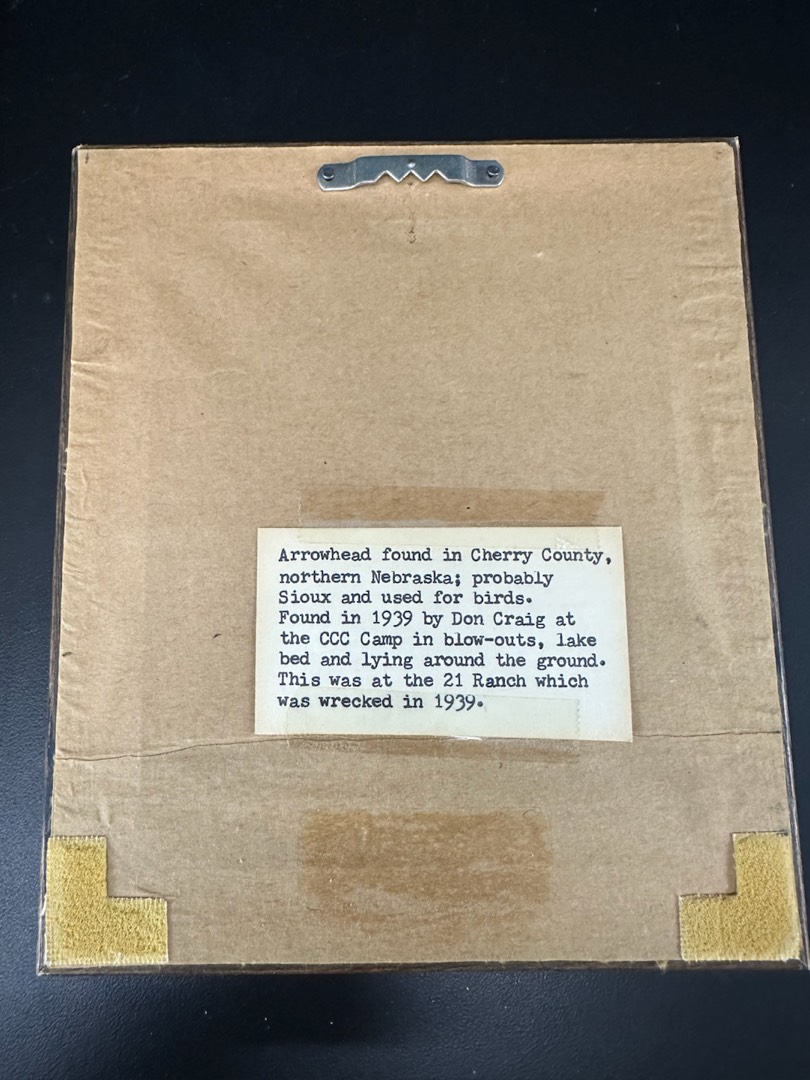 Arrowhead found in Cherry County,
northern Nebraska; probably
Sioux and used for birds.
Found in 1939 by Don Craig at
the CCC Camp in blow-outs, lake
bed and lying around the ground.
This was at the 21 Ranch which
was wrecked in 1939.